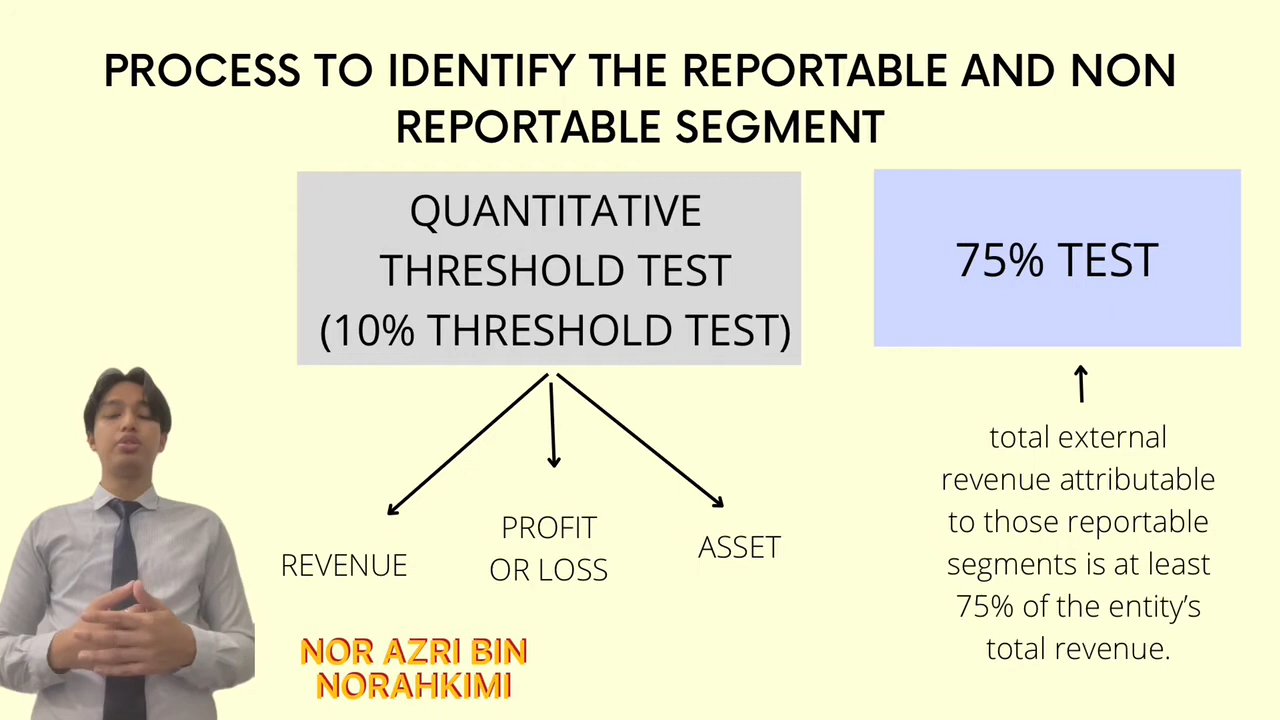 PROCESS TO IDENTIFY THE REPORTABLE AND NON
REPORTABLE SEGMENT
QUANTITATIVE
THRESHOLD TEST
(10% THRESHOLD TEST)
REVENUE
PROFIT
OR LOSS
ASSET
75% TEST
total external
revenue attributable
to those reportable
segments is at least
75% of the entity’s
total revenue.
NOR AZRI BIN
NORAHKIMI